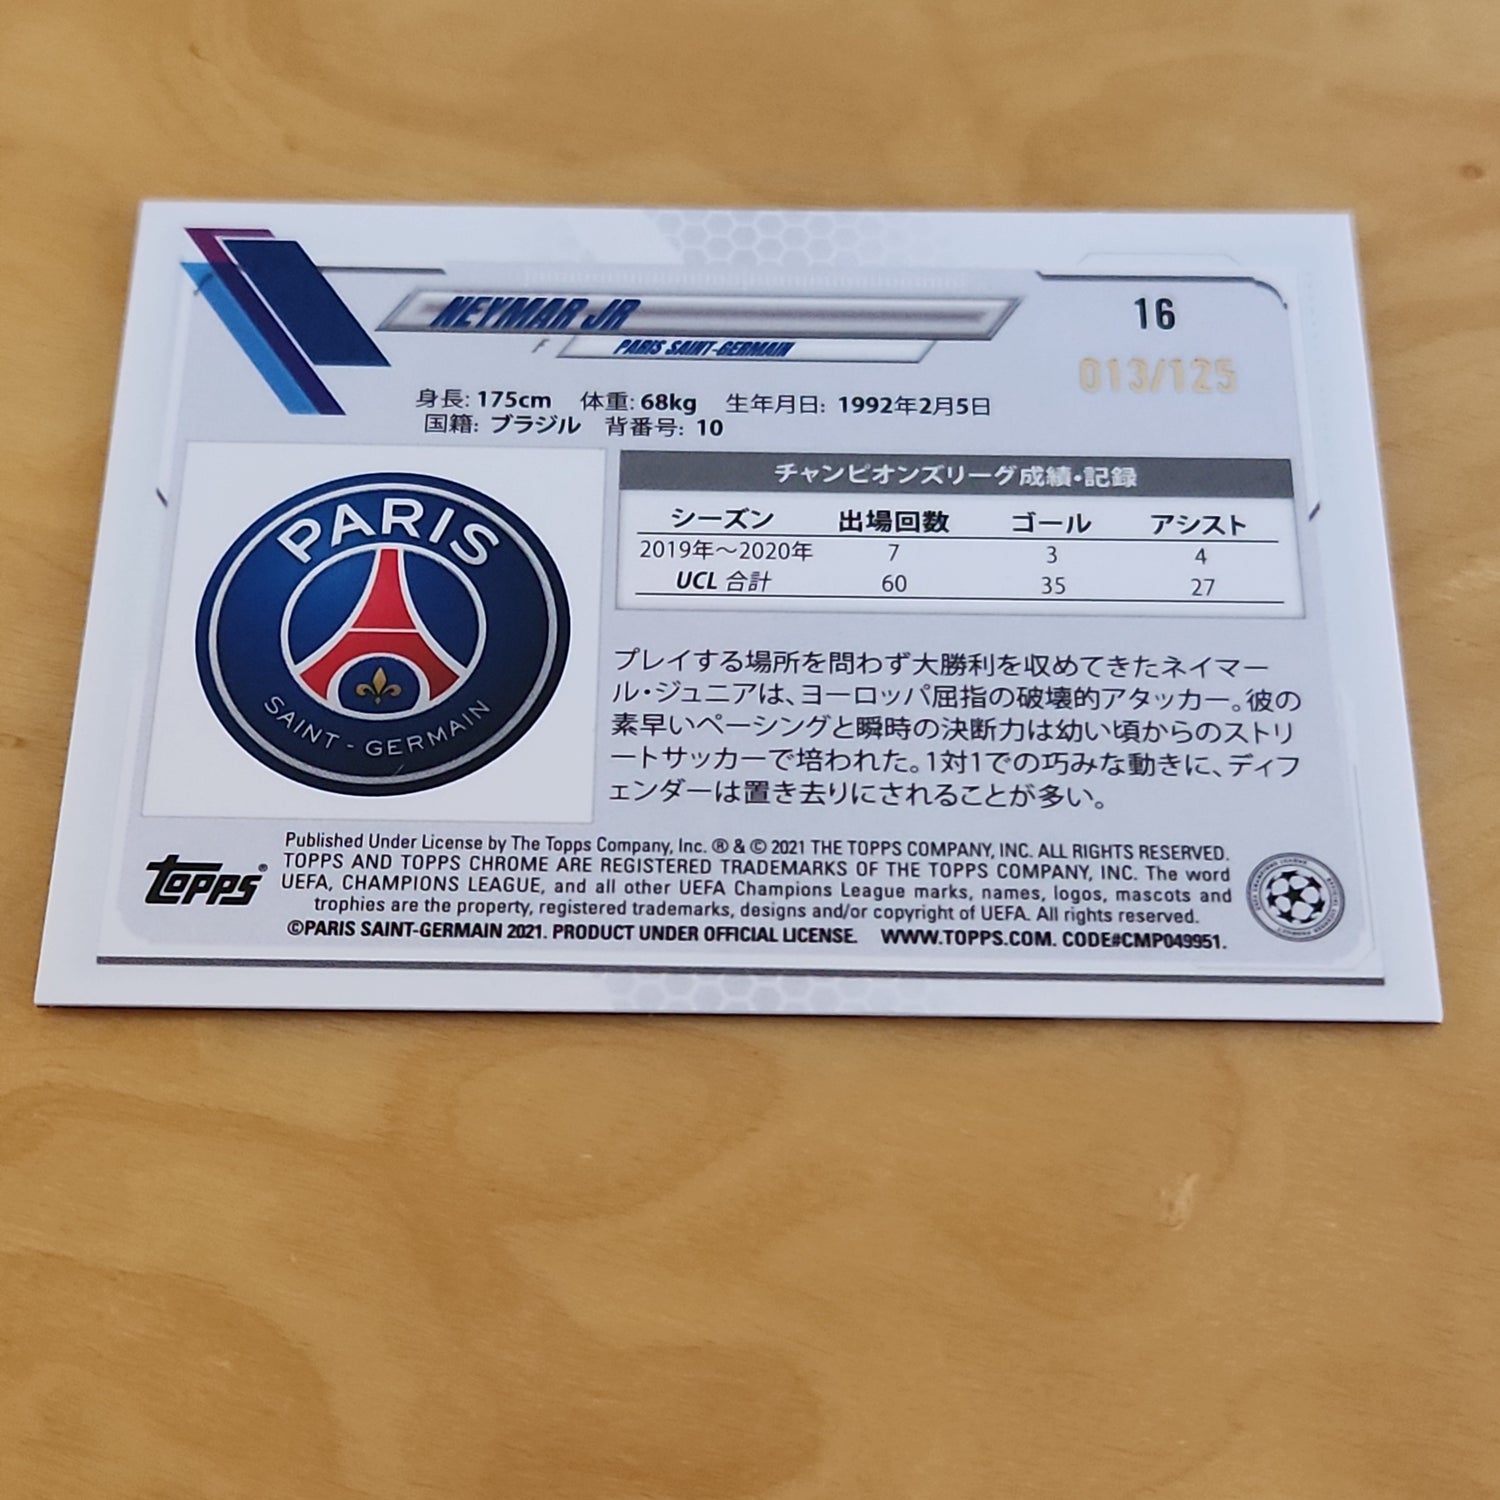 NEYMAR JR
16
F PARIS SAINT-GERMAIN
013/125
身長: 175cm 体重: 68kg 生年月日: 1992年2月5日
国籍: ブラジル 背番号: 10
PARIS
SAINT-GERMAIN
チャンピオンズリーグ成績・記録
シーズン 出場回数 ゴール アシスト
2019年～2020年 7 3 4
UCL 合計 60 35 27
プレイする場所を問わず大勝利を収めてきたネイマー
ル・ジュニアは、ヨーロッパ屈指の破壊的アタッカー。彼の
素早いペーシングと瞬時の決断力は幼い頃からのストリ
ートサッカーで培われた。1対1での巧みな動きに、ディフ
ェンダーは置き去りにされることが多い。
topps®
Published Under License by The Topps Company, Inc. ® & © 2021 THE TOPPS COMPANY, INC. ALL RIGHTS RESERVED.
TOPPS AND TOPPS CHROME ARE REGISTERED TRADEMARKS OF THE TOPPS COMPANY, INC. The word
UEFA, CHAMPIONS LEAGUE, and all other UEFA Champions League marks, names, logos, mascots and
trophies are the property, registered trademarks, designs and/or copyright of UEFA. All rights reserved.
©PARIS SAINT-GERMAIN 2021. PRODUCT UNDER OFFICIAL LICENSE. WWW.TOPPS.COM. CODE#CMP049951.